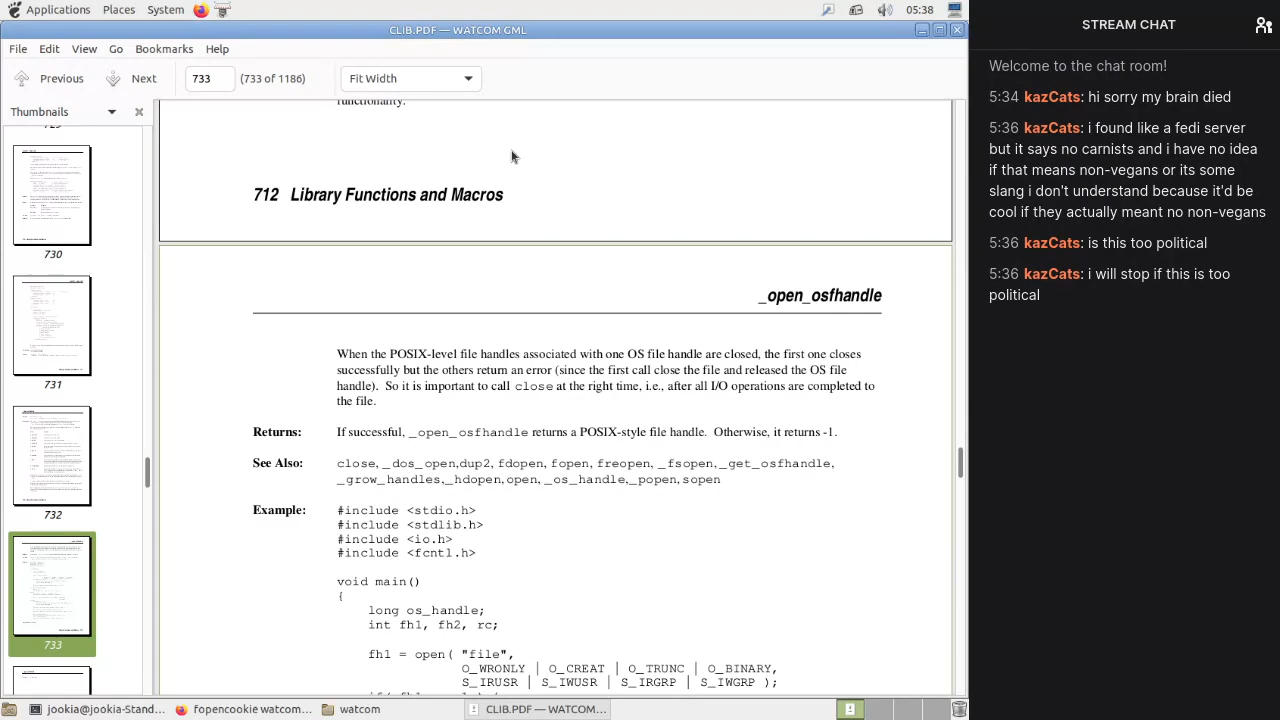 Applications Places System 05:38
CLIB.PDF — WATCOM GML
File Edit View Go Bookmarks Help
Previous Next 733 (733 of 1186) Fit Width
Thumbnails
729
730
731
732
733
functionality.
712 Library Functions and Macros
_open_osfhandle
When the POSIX-level file handles associated with one OS file handle are closed, the first one closes
successfully but the others return an error (since the first call close the file and released the OS file
handle). So it is important to call close at the right time, i.e., after all I/O operations are completed to
the file.
Returns: If successful, _open_osfhandle returns a POSIX-style file handle. Otherwise, it returns -1.
See Also: close, _dos_open, open, fdopen, fopen, freopen, _fsopen, _get_osfhandle,
_grow_handles, _hdopen, open, _os_handle, _popen, sopen
Example: #include <stdio.h>
#include <stdlib.h>
#include <io.h>
#include <fcntl.h>
void main()
{
long os_handle;
int fh1, fh2, rc;
fh1 = open( "file",
O_WRONLY | O_CREAT | O_TRUNC | O_BINARY,
S_IRUSR | S_IWUSR | S_IRGRP | S_IWGRP );
jookia@jookia-Stand... fopencookie watcom... watcom CLIB.PDF — WATCOM...
STREAM CHAT
Welcome to the chat room!
5:34 kazCats: hi sorry my brain died
5:36 kazCats: i found like a fedi server
but it says no carnists and i have no idea
if that means non-vegans or its some
slang i don't understand because it'd be
cool if they actually meant no non-vegans
5:36 kazCats: is this too political
5:36 kazCats: i will stop if this is too
political